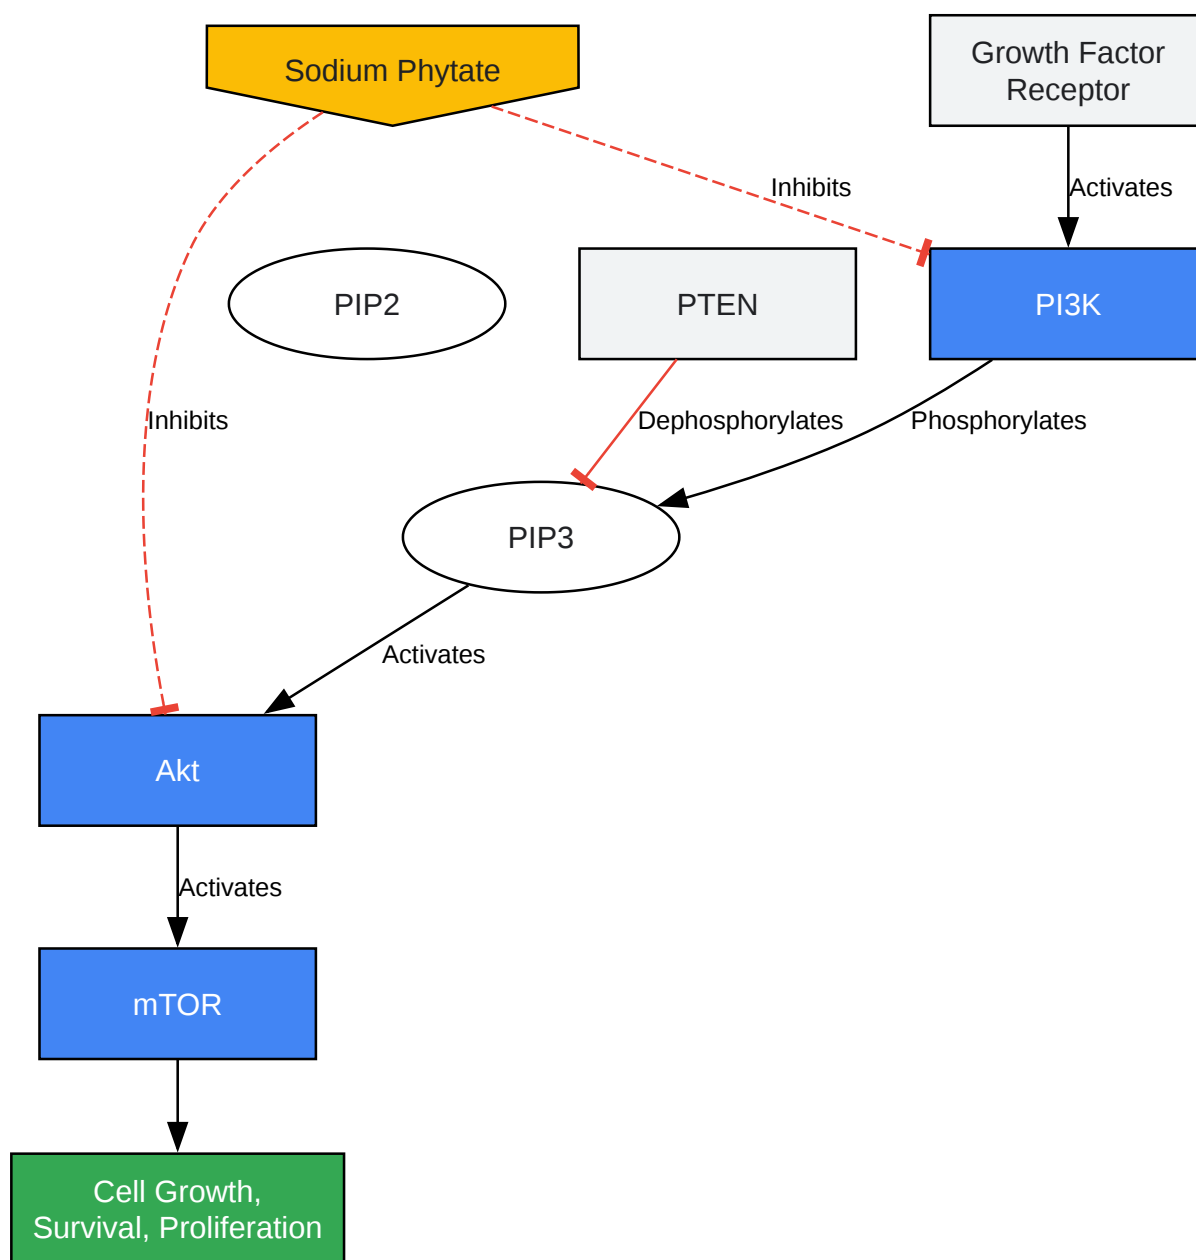 Sodium Phytate
Growth Factor
Receptor
Inhibits
Activates
PIP2
PTEN
PI3K
Inhibits
Dephosphorylates
Phosphorylates
PIP3
Activates
Akt
Activates
mTOR
Cell Growth,
Survival, Proliferation